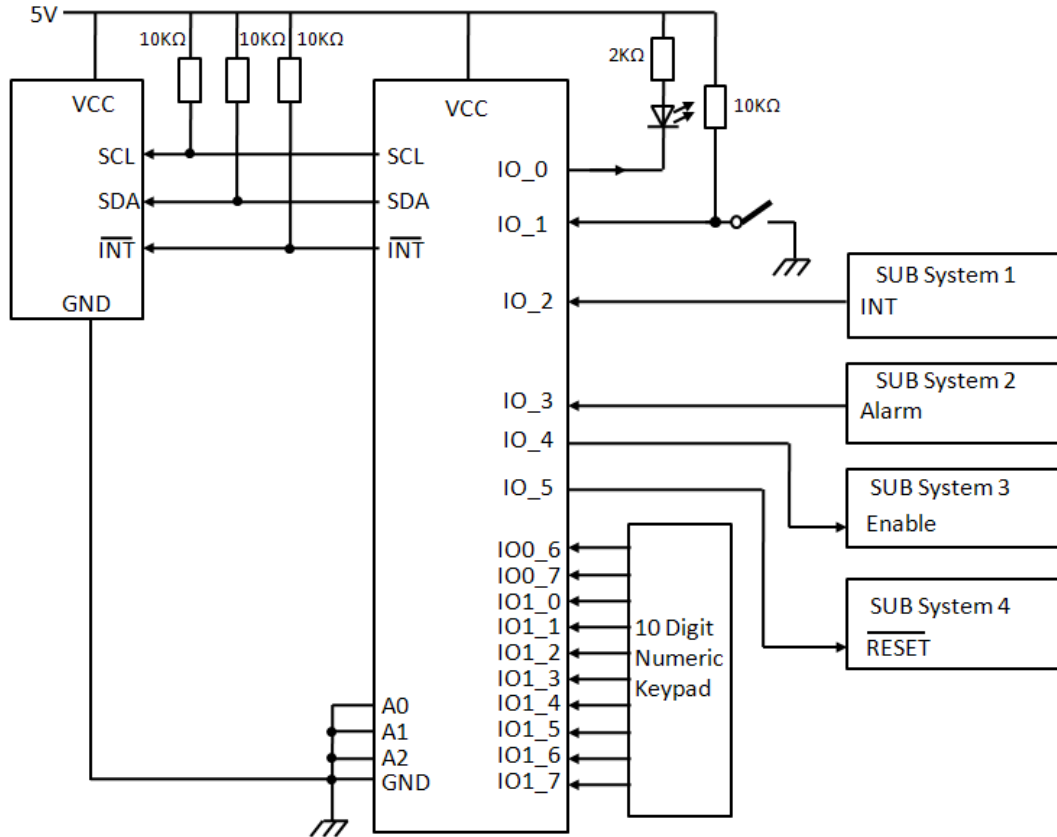 5V
10KΩ 10KΩ 10KΩ
2KΩ
10KΩ
VCC
SCL
SDA
INT
GND
VCC
SCL
SDA
INT
A0
A1
A2
GND
IO_0
IO_1
IO_2
IO_3
IO_4
IO_5
IO0_6
IO0_7
IO1_0
IO1_1
IO1_2
IO1_3
IO1_4
IO1_5
IO1_6
IO1_7
10 Digit
Numeric
Keypad
SUB System 1
INT
SUB System 2
Alarm
SUB System 3
Enable
SUB System 4
RESET